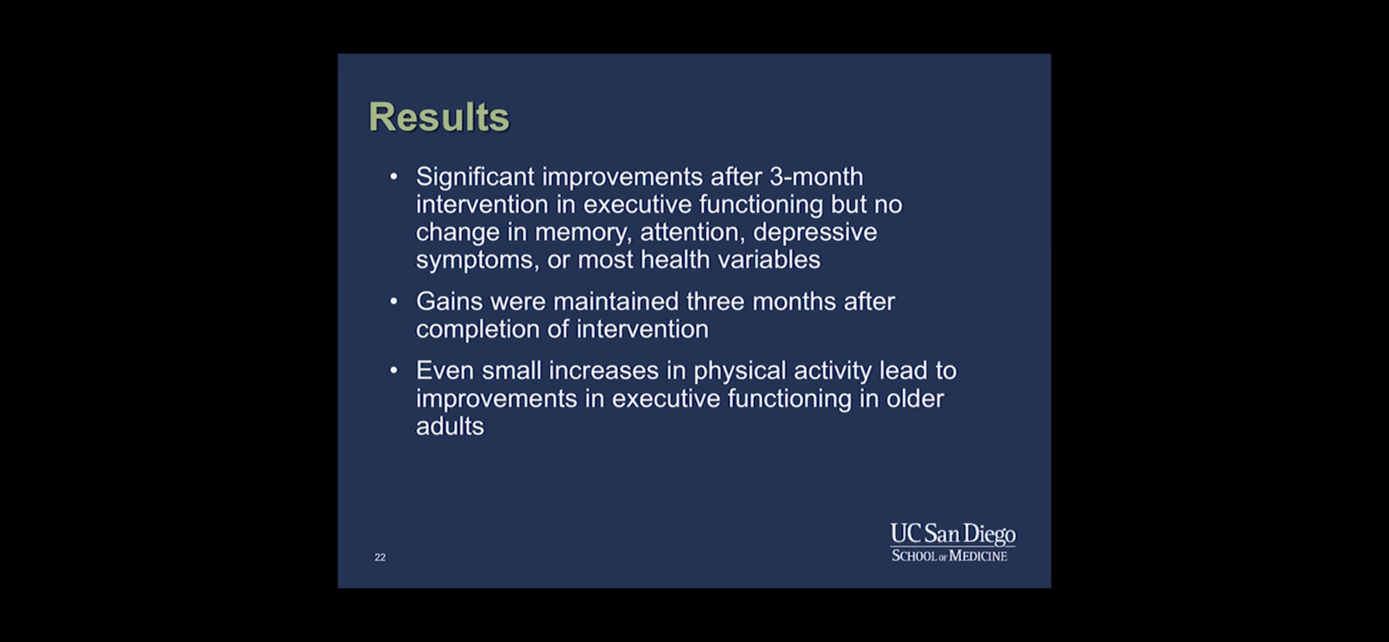 Results
• Significant improvements after 3-month
intervention in executive functioning but no
change in memory, attention, depressive
symptoms, or most health variables
• Gains were maintained three months after
completion of intervention
• Even small increases in physical activity lead to
improvements in executive functioning in older
adults
22
UC San Diego
SCHOOL OF MEDICINE